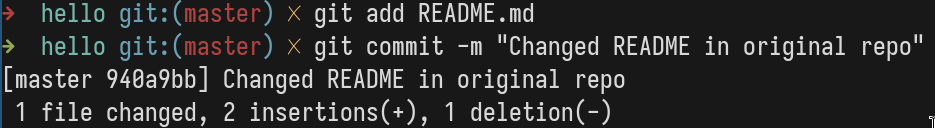 →  hello git:(master) ✗ git add README.md
→  hello git:(master) ✗ git commit -m "Changed README in original repo"
[master 940a9bb] Changed README in original repo
 1 file changed, 2 insertions(+), 1 deletion(-)